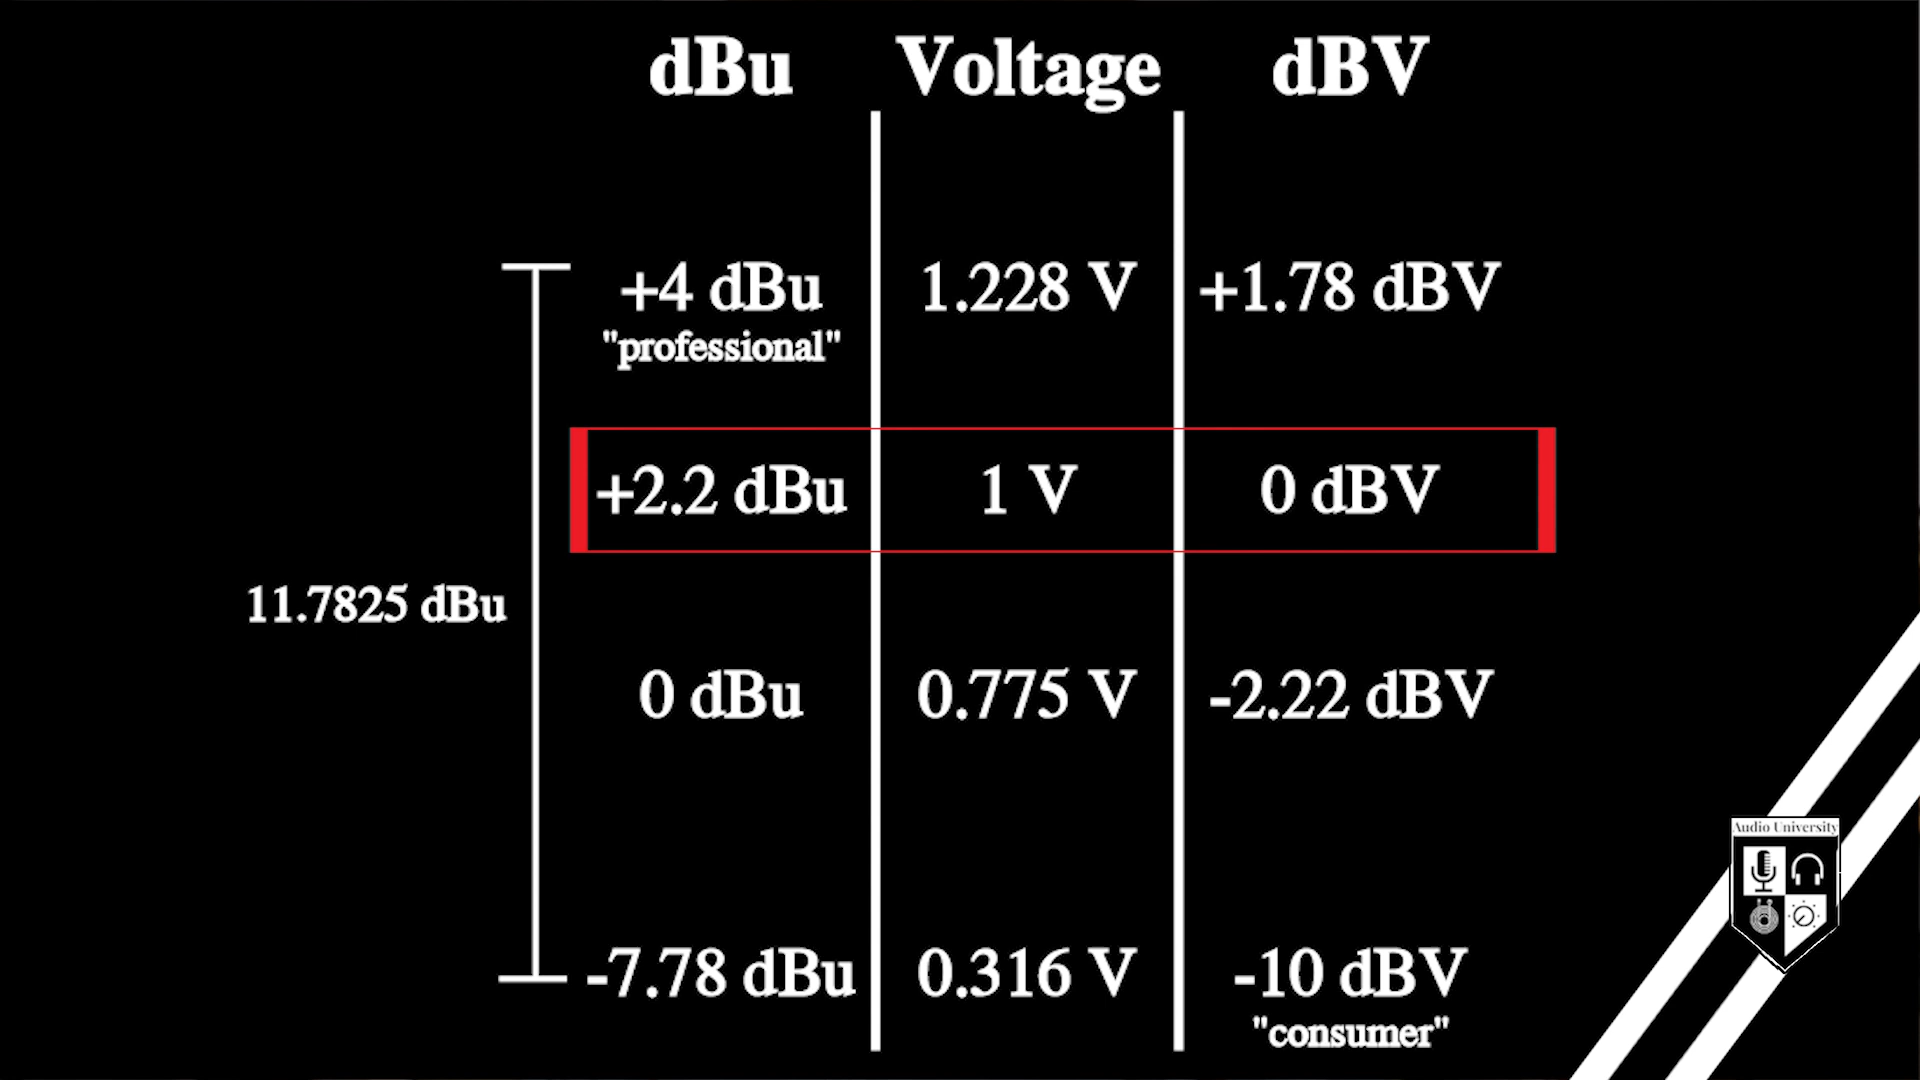 dBu Voltage dBV
+4 dBu 1.228 V +1.78 dBV
"professional"
+2.2 dBu 1 V 0 dBV
11.7825 dBu
0 dBu 0.775 V -2.22 dBV
Audio University
-7.78 dBu 0.316 V -10 dBV
"consumer"